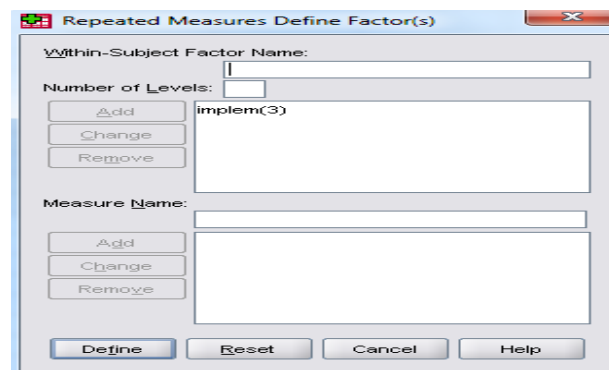 Repeated Measures Define Factor(s)
Within-Subject Factor Name:
Number of Levels:
Add
implem(3)
Change
Remove
Measure Name:
Add
Change
Remove
Define
Reset
Cancel
Help